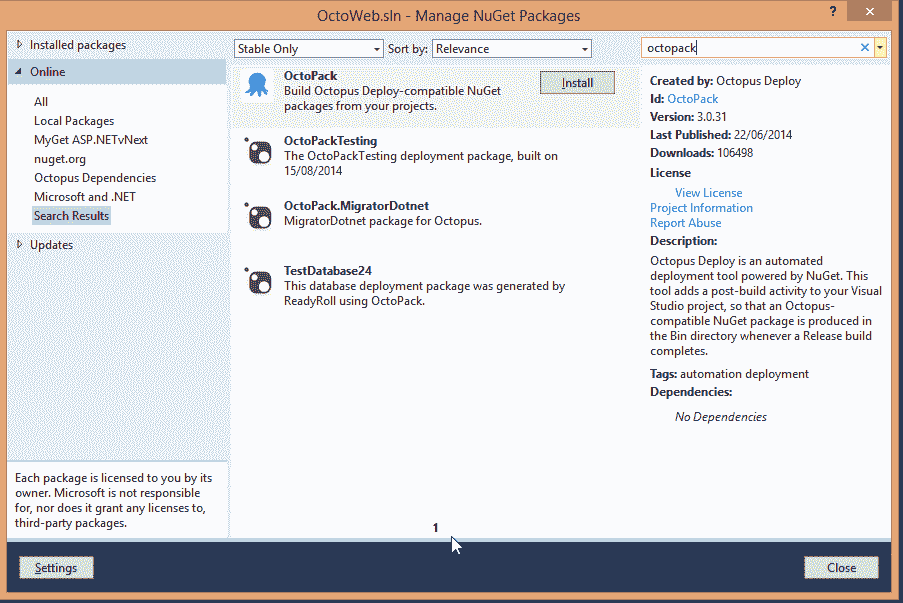 OctoWeb.sln - Manage NuGet Packages
?
Installed packages
Online
All
Local Packages
MyGet ASP.NETvNext
nuget.org
Octopus Dependencies
Microsoft and .NET
Search Results
Updates
Each package is licensed to you by its
owner. Microsoft is not responsible
for, nor does it grant any licenses to,
third-party packages.
Stable Only
Sort by:
Relevance
OctoPack
Build Octopus Deploy-compatible NuGet
packages from your projects.
Install
OctoPackTesting
The OctoPackTesting deployment package, built on
15/08/2014
OctoPack.MigratorDotnet
MigratorDotnet package for Octopus.
TestDatabase24
This database deployment package was generated by
ReadyRoll using OctoPack.
1
octopack
Created by: Octopus Deploy
Id: OctoPack
Version: 3.0.31
Last Published: 22/06/2014
Downloads: 106498
License
View License
Project Information
Report Abuse
Description:
Octopus Deploy is an automated
deployment tool powered by NuGet. This
tool adds a post-build activity to your Visual
Studio project, so that an Octopus-
compatible NuGet package is produced in
the Bin directory whenever a Release build
completes.
Tags: automation deployment
Dependencies:
No Dependencies
Settings
Close